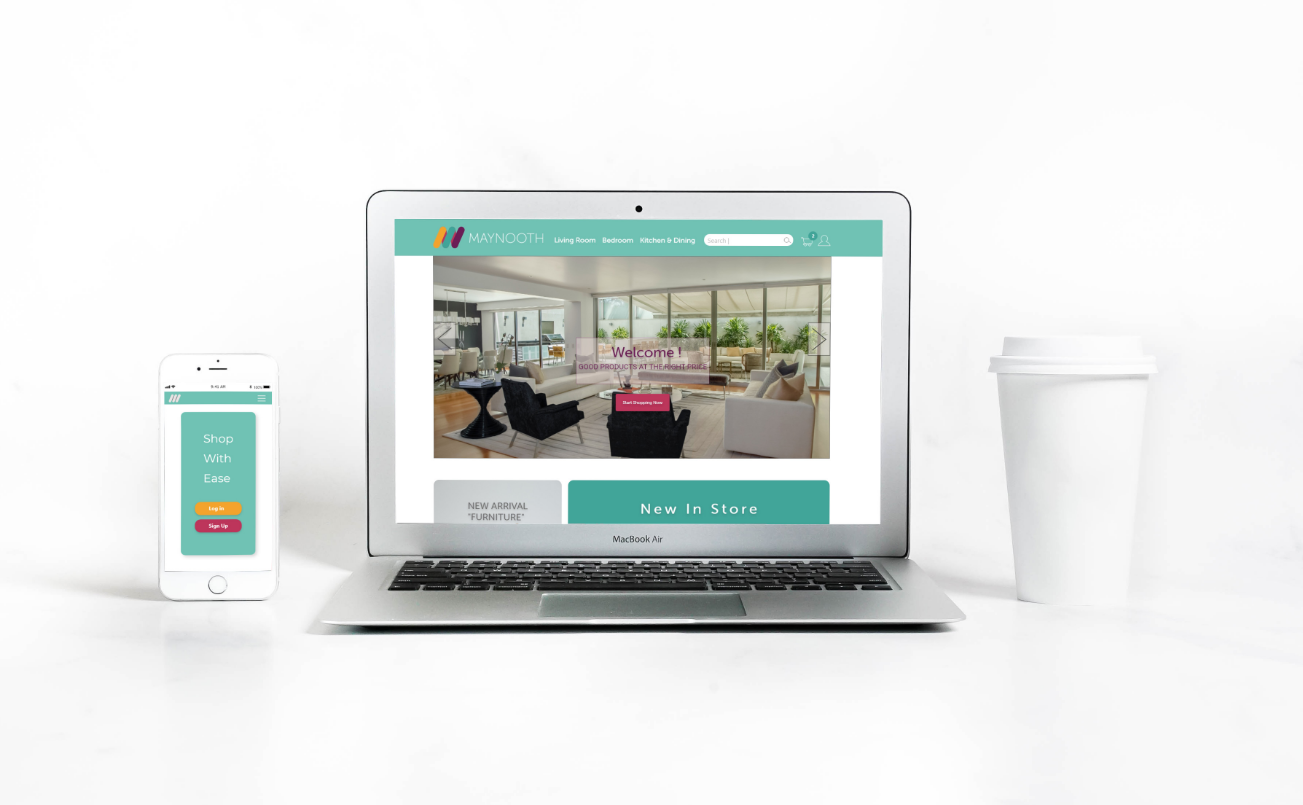 9:41 AM
100%
Shop
With
Ease
Log In
Sign Up
MAYNOOTH
Living Room Bedroom Kitchen & Dining
Search |
Welcome !
GOOD PRODUCTS AT THE RIGHT PRICE
Start Shopping Now
NEW ARRIVAL
"FURNITURE"
New In Store
MacBook Air